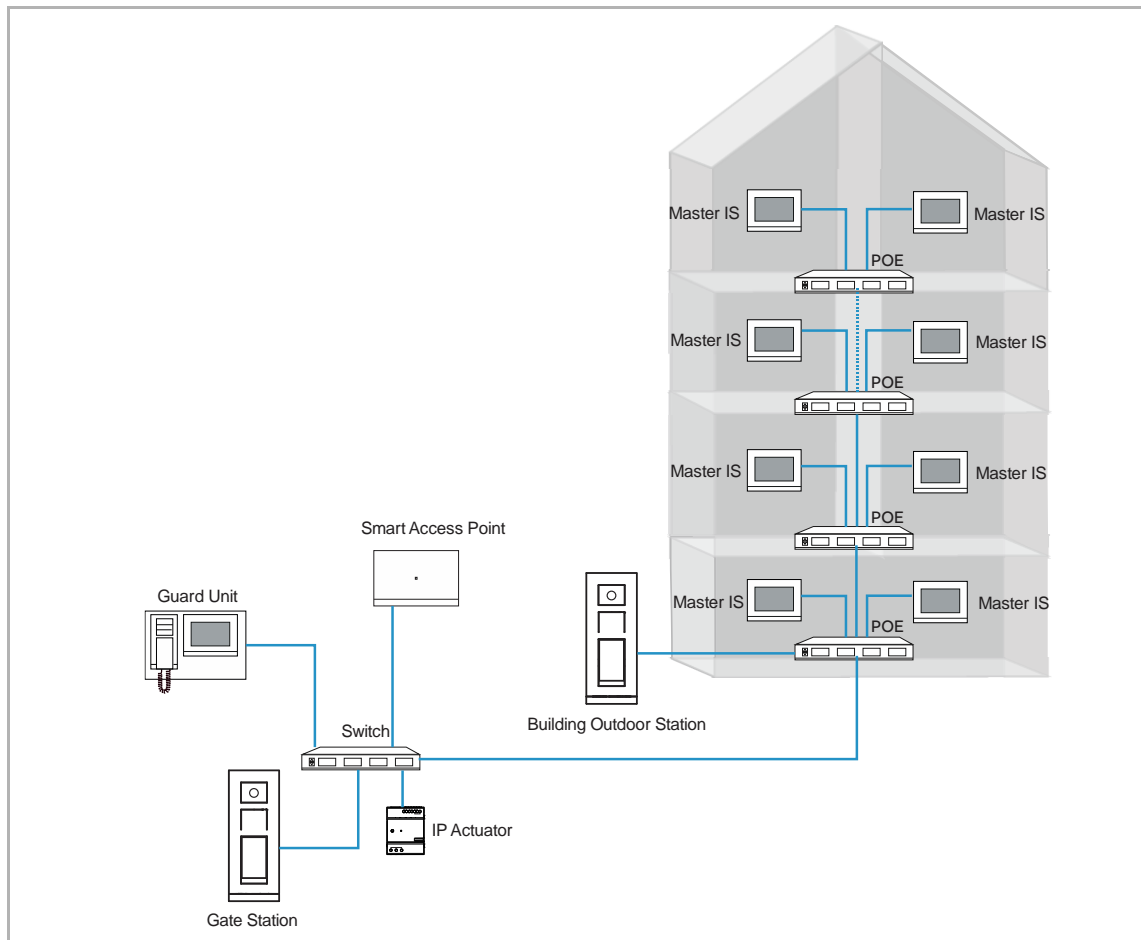 Master IS
Master IS
POE
Master IS
Master IS
POE
Master IS
Master IS
POE
Smart Access Point
Guard Unit
Master IS
Master IS
POE
Building Outdoor Station
Switch
IP Actuator
Gate Station